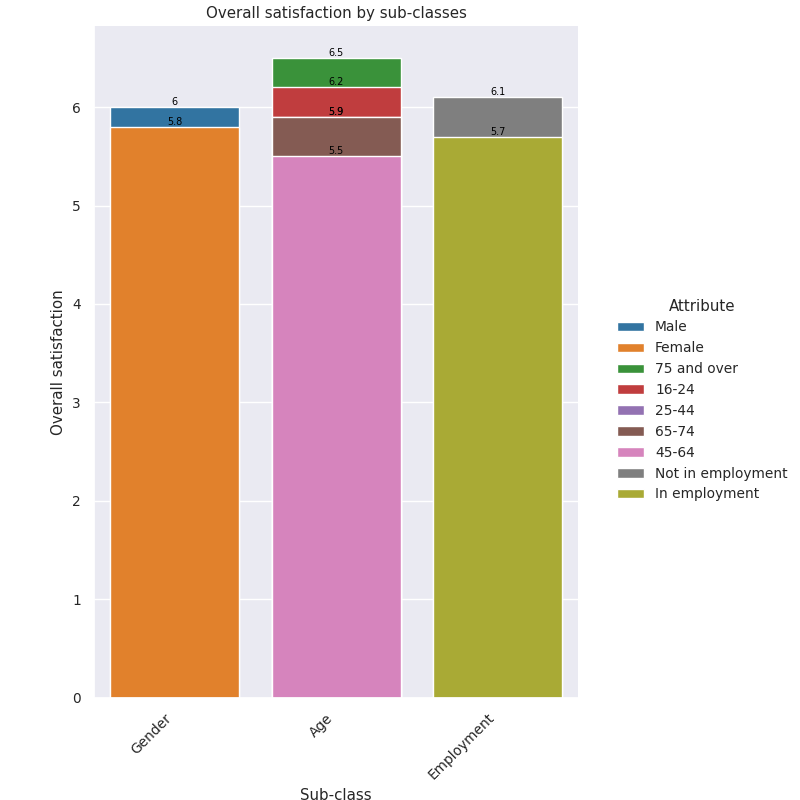 Overall satisfaction by sub-classes
6.5
6.2
6.1
6
5.9
5.8
5.7
5.5
6
5
4
3
2
1
0
Overall satisfaction
Gender
Age
Employment
Sub-class
Attribute
Male
Female
75 and over
16-24
25-44
65-74
45-64
Not in employment
In employment